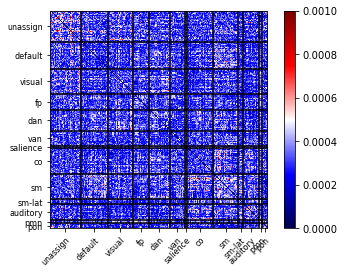 unassign
default
visual
fp
dan
van
salience
co
sm
sm-lat
auditory
pon
unassign
default
visual
fp
dan
van
salience
co
sm
sm-lat
auditory
0.0010
0.0008
0.0006
0.0004
0.0002
0.0000